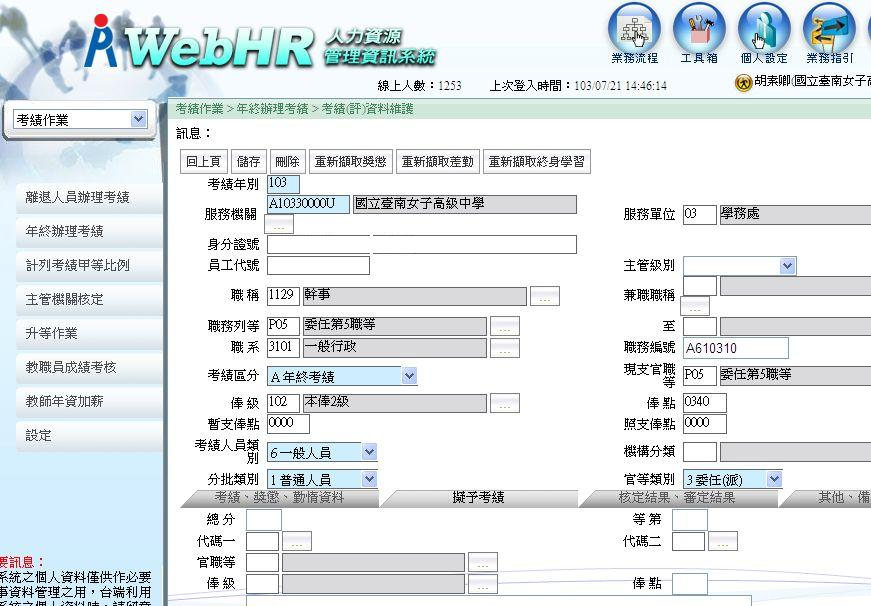 WebHR 人力資源
管理資訊系統
業務流程 工具箱 個人設定 業務指引
線上人數：1253 上次登入時間：103/07/21 14:46:14 胡素卿(國立臺南女子高
考績作業
考績作業 > 年終辦理考績 > 考績(評)資料維護
訊息：
回上頁 儲存 刪除 重新擷取獎懲 重新擷取差勤 重新擷取終身學習
離退人員辦理考績
年終辦理考績
計列考績甲等比例
主管機關核定
升等作業
教職員成績考核
教師年資加薪
設定
考績年別 103
服務機關 A10330000U 國立臺南女子高級中學 ... 服務單位 03 學務處
身分證號
員工代號 主管級別
職稱 1129 幹事 ... 兼職職稱 ...
職務列等 P05 委任第5職等 ... 至
職系 3101 一般行政 ... 職務編號 A610310
考績區分 A 年終考績 現支官職等 P05 委任第5職等
俸級 102 本俸2級 ... 俸點 0340
暫支俸點 0000 照支俸點 0000
考績人員類別 6 一般人員 機構分類
分批類別 1 普通人員 官等類別 3 委任(派)
考績、獎懲、勤惰資料 擬予考績 核定結果、審定結果 其他、備
總分 等第
代碼一 ... 代碼二 ...
官職等 ...
俸級 ... 俸點
要訊息：
系統之個人資料僅供作必要
事資料管理之用，台端利用